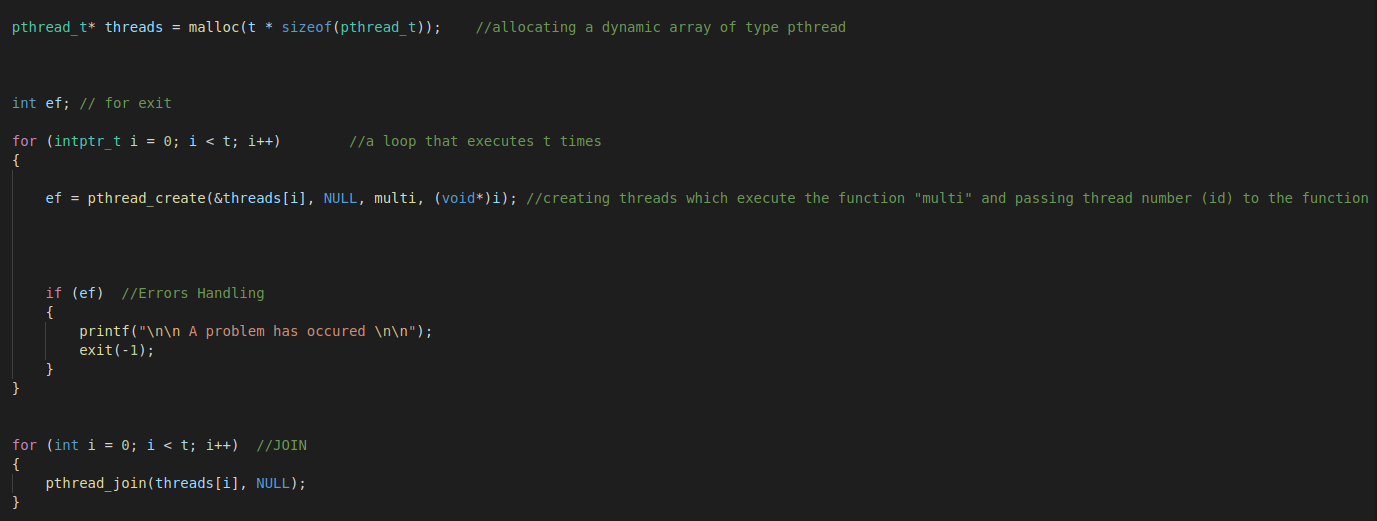 pthread_t* threads = malloc(t * sizeof(pthread_t));    //allocating a dynamic array of type pthread
int ef; // for exit
for (intptr_t i = 0; i < t; i++)        //a loop that executes t times
{
    ef = pthread_create(&threads[i], NULL, multi, (void*)i); //creating threads which execute the function "multi" and passing thread number (id) to the function
    if (ef)  //Errors Handling
    {
        printf("\n\n A problem has occured \n\n");
        exit(-1);
    }
}
for (int i = 0; i < t; i++)  //JOIN
{
    pthread_join(threads[i], NULL);
}